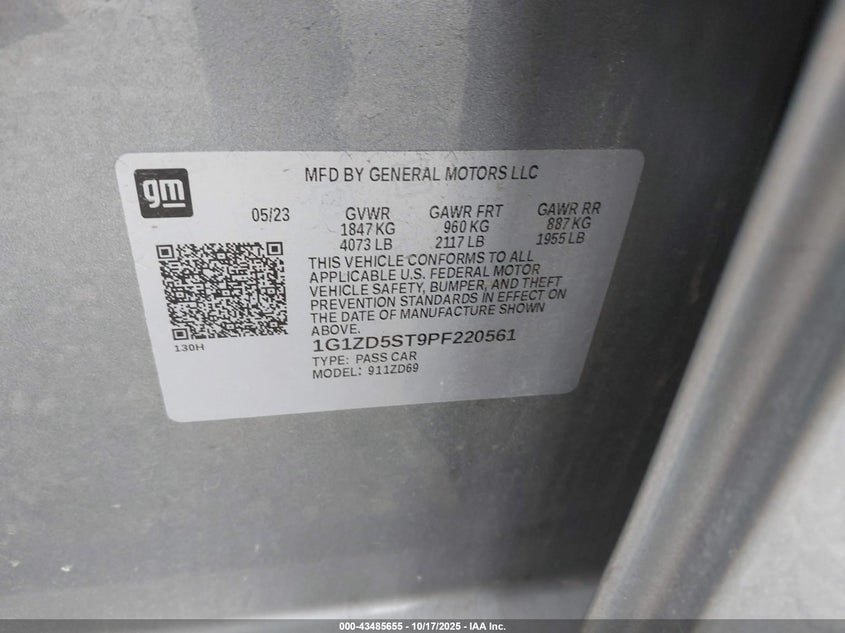 gm
MFD BY GENERAL MOTORS LLC
05/23 GVWR GAWR FRT GAWR RR
1847 KG 960 KG 887 KG
4073 LB 2117 LB 1955 LB
THIS VEHICLE CONFORMS TO ALL
APPLICABLE U.S. FEDERAL MOTOR
VEHICLE SAFETY, BUMPER, AND THEFT
PREVENTION STANDARDS IN EFFECT ON
THE DATE OF MANUFACTURE SHOWN
ABOVE.
130H
1G1ZD5ST9PF220561
TYPE: PASS CAR
MODEL: 911ZD69
000-43485655 - 10/17/2025 - IAA Inc.